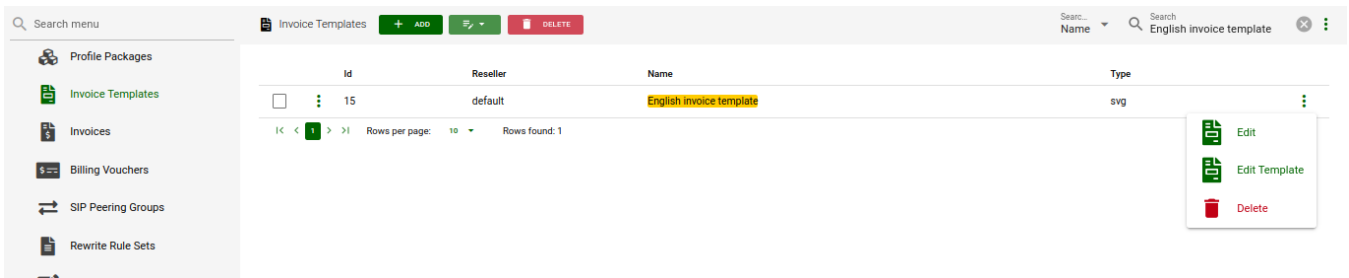 Search menu
Profile Packages
Invoice Templates
Invoices
Billing Vouchers
SIP Peering Groups
Rewrite Rule Sets
Invoice Templates
ADD
DELETE
Searc...
Name
Search
English invoice template
Id Reseller Name Type
15 default English invoice template svg
1 Rows per page: 10 Rows found: 1
Edit
Edit Template
Delete